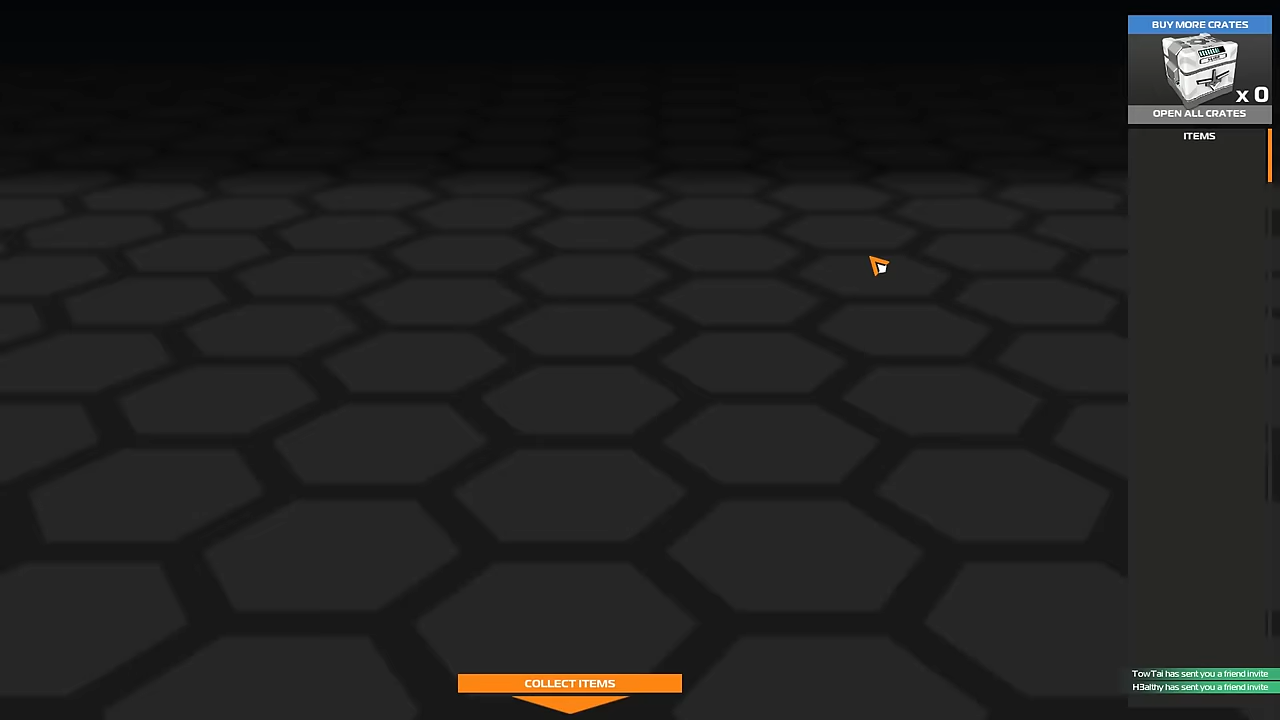 BUY MORE CRATES
x 0
OPEN ALL CRATES
ITEMS
COLLECT ITEMS
TowTai has sent you a friend invite
H3althy has sent you a friend invite